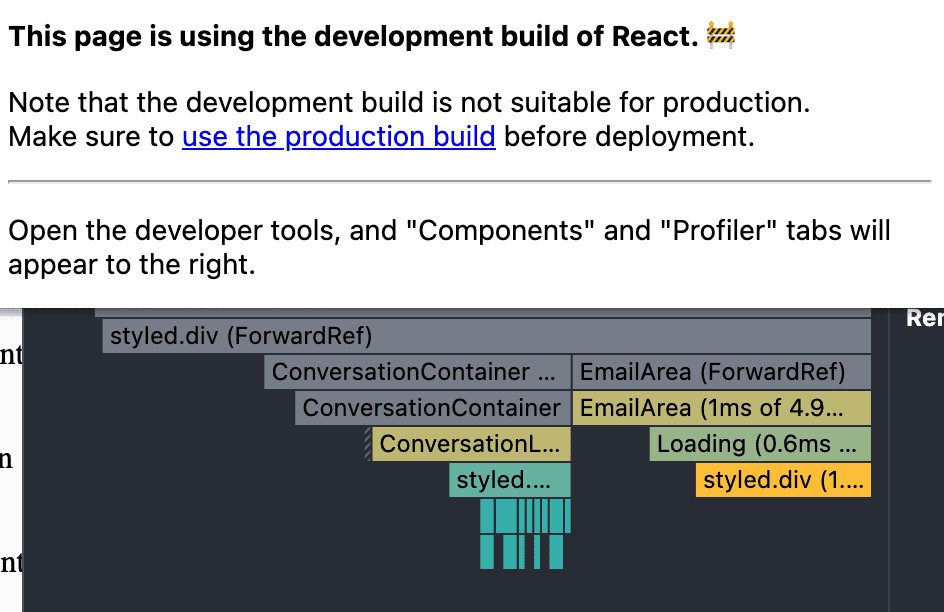 This page is using the development build of React. 🚧
Note that the development build is not suitable for production.
Make sure to use the production build before deployment.
Open the developer tools, and "Components" and "Profiler" tabs will
appear to the right.
Rer
styled.div (ForwardRef)
nt
ConversationContainer ...
EmailArea (ForwardRef)
ConversationContainer
EmailArea (1ms of 4.9...
n
ConversationL...
Loading (0.6ms ...
styled....
styled.div (1....
nt